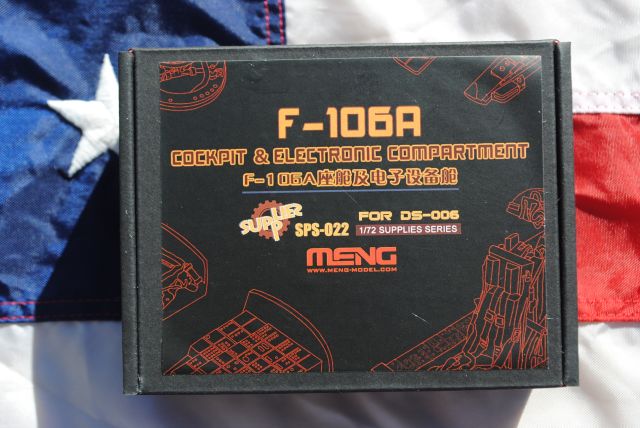 F-106A
COCKPIT & ELECTRONIC COMPARTMENT
F-106A座舱及电子设备舱
SUPPLIES SPS-022 FOR DS-006
1/72 SUPPLIES SERIES
MENG
WWW.MENG-MODEL.COM